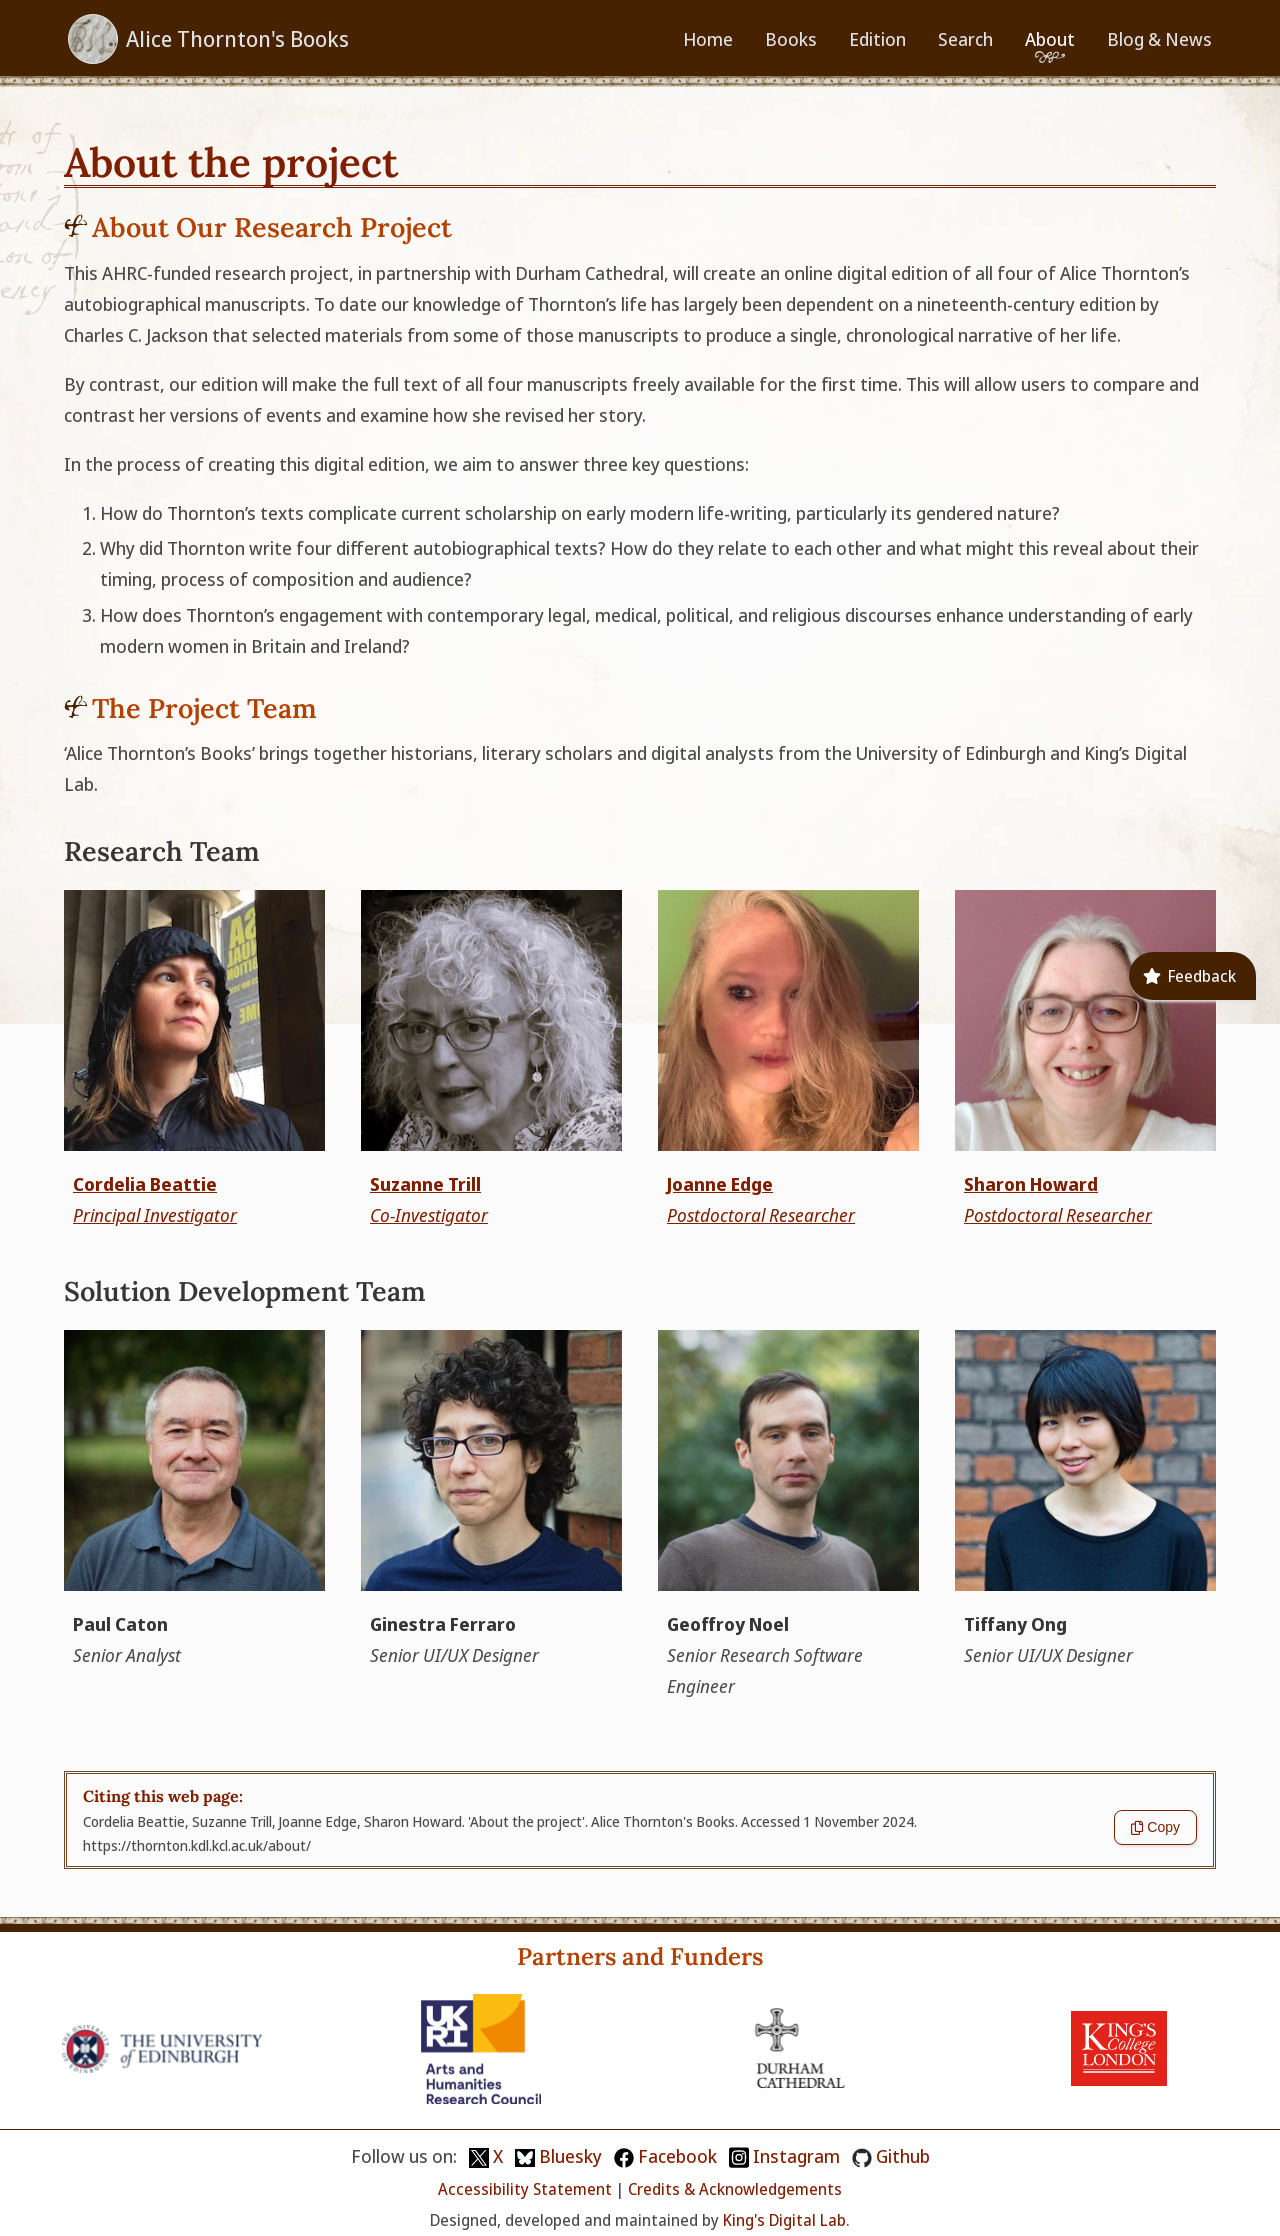 Alice Thornton's Books
Home
Books
Edition
Search
About
Blog & News
About the project
About Our Research Project
This AHRC-funded research project, in partnership with Durham Cathedral, will create an online digital edition of all four of Alice Thornton’s
autobiographical manuscripts. To date our knowledge of Thornton’s life has largely been dependent on a nineteenth-century edition by
Charles C. Jackson that selected materials from some of those manuscripts to produce a single, chronological narrative of her life.
By contrast, our edition will make the full text of all four manuscripts freely available for the first time. This will allow users to compare and
contrast her versions of events and examine how she revised her story.
In the process of creating this digital edition, we aim to answer three key questions:
1. How do Thornton’s texts complicate current scholarship on early modern life-writing, particularly its gendered nature?
2. Why did Thornton write four different autobiographical texts? How do they relate to each other and what might this reveal about their
timing, process of composition and audience?
3. How does Thornton’s engagement with contemporary legal, medical, political, and religious discourses enhance understanding of early
modern women in Britain and Ireland?
The Project Team
‘Alice Thornton’s Books’ brings together historians, literary scholars and digital analysts from the University of Edinburgh and King’s Digital
Lab.
Research Team
Feedback
Cordelia Beattie
Principal Investigator
Suzanne Trill
Co-Investigator
Joanne Edge
Postdoctoral Researcher
Sharon Howard
Postdoctoral Researcher
Solution Development Team
Paul Caton
Senior Analyst
Ginestra Ferraro
Senior UI/UX Designer
Geoffroy Noel
Senior Research Software
Engineer
Tiffany Ong
Senior UI/UX Designer
Citing this web page:
Cordelia Beattie, Suzanne Trill, Joanne Edge, Sharon Howard. 'About the project'. Alice Thornton's Books. Accessed 1 November 2024.
https://thornton.kdl.kcl.ac.uk/about/
Copy
Partners and Funders
THE UNIVERSITY
of EDINBURGH
UK
RI
Arts and
Humanities
Research Council
DURHAM
CATHEDRAL
KING'S
College
LONDON
Follow us on: X Bluesky Facebook Instagram Github
Accessibility Statement | Credits & Acknowledgements
Designed, developed and maintained by King's Digital Lab.